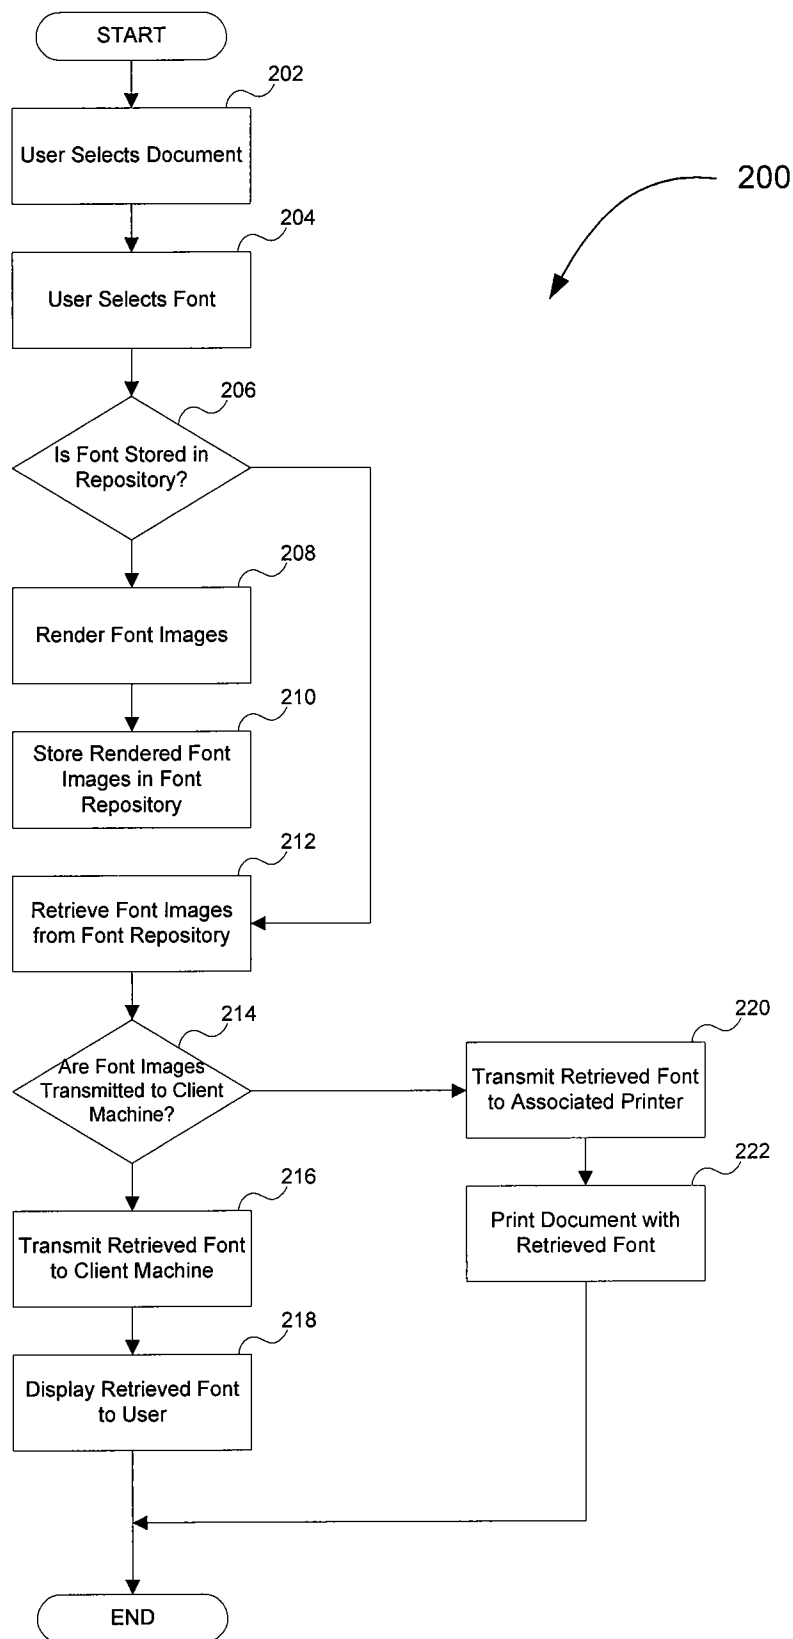 START
202
User Selects Document
200
204
User Selects Font
206
Is Font Stored in
Repository?
208
Render Font Images
210
Store Rendered Font
Images in Font
Repository
212
Retrieve Font Images
from Font Repository
214
Are Font Images
Transmitted to Client
Machine?
220
Transmit Retrieved Font
to Associated Printer
216
Transmit Retrieved Font
to Client Machine
222
Print Document with
Retrieved Font
218
Display Retrieved Font
to User
END